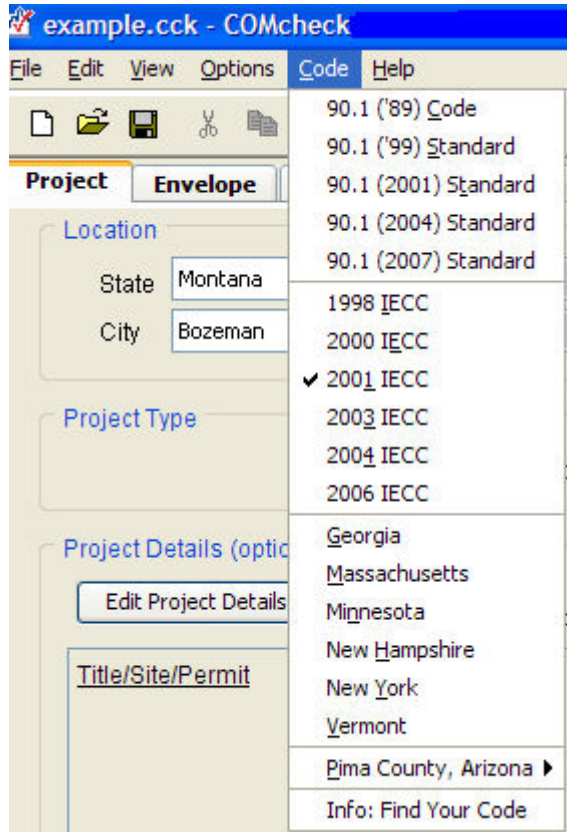 example.cck - COMcheck
File Edit View Options Code Help
Project Envelope
Location
State Montana
City Bozeman
Project Type
Project Details (optic
Edit Project Details
Title/Site/Permit
90.1 ('89) Code
90.1 ('99) Standard
90.1 (2001) Standard
90.1 (2004) Standard
90.1 (2007) Standard
1998 IECC
2000 IECC
2001 IECC
2003 IECC
2004 IECC
2006 IECC
Georgia
Massachusetts
Minnesota
New Hampshire
New York
Vermont
Pima County, Arizona
Info: Find Your Code